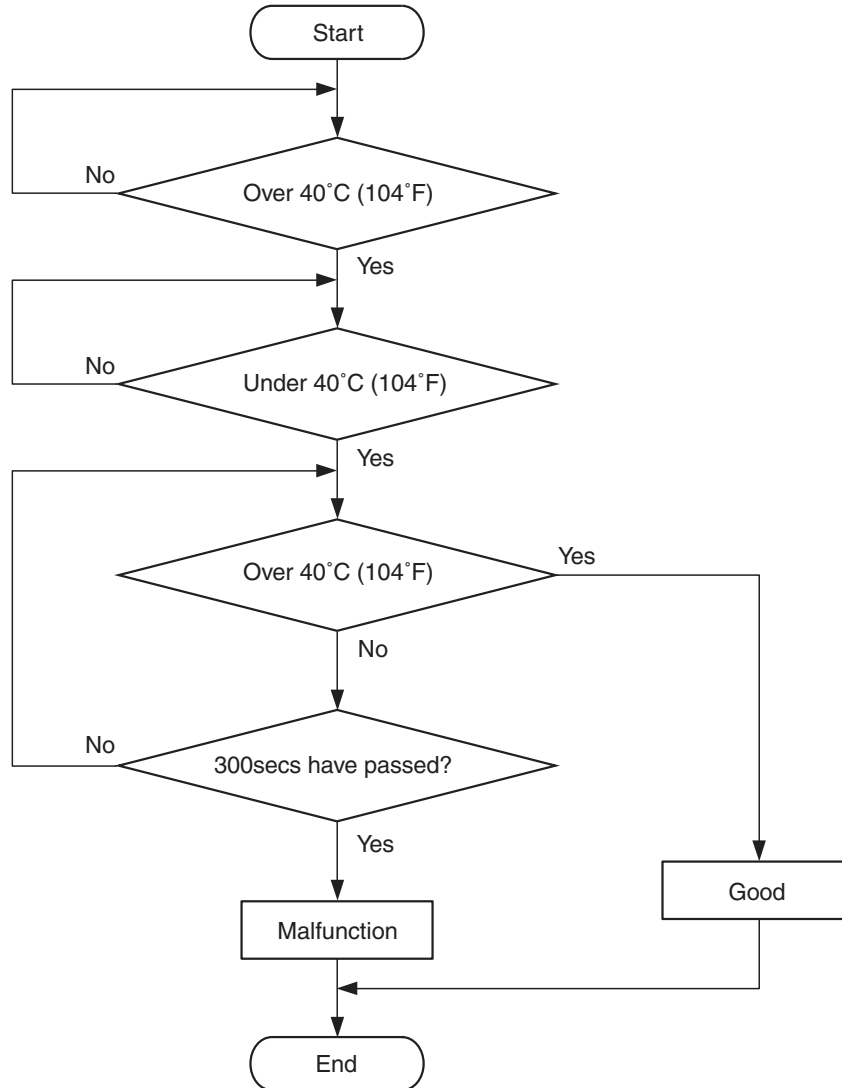 Start
No
Over 40˚C (104˚F)
Yes
No
Under 40˚C (104˚F)
Yes
Over 40˚C (104˚F)
Yes
No
No
300secs have passed?
Yes
Good
Malfunction
End